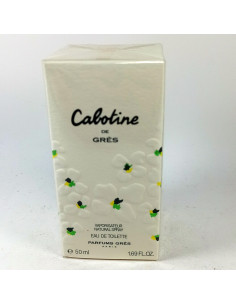 Cabotine
DE
GRÈS
VAPORISATEUR
NATURAL SPRAY
EAU DE TOILETTE
PARFUMS GRÈS
PARIS
℮ 50 ml 1.69 FL.OZ.